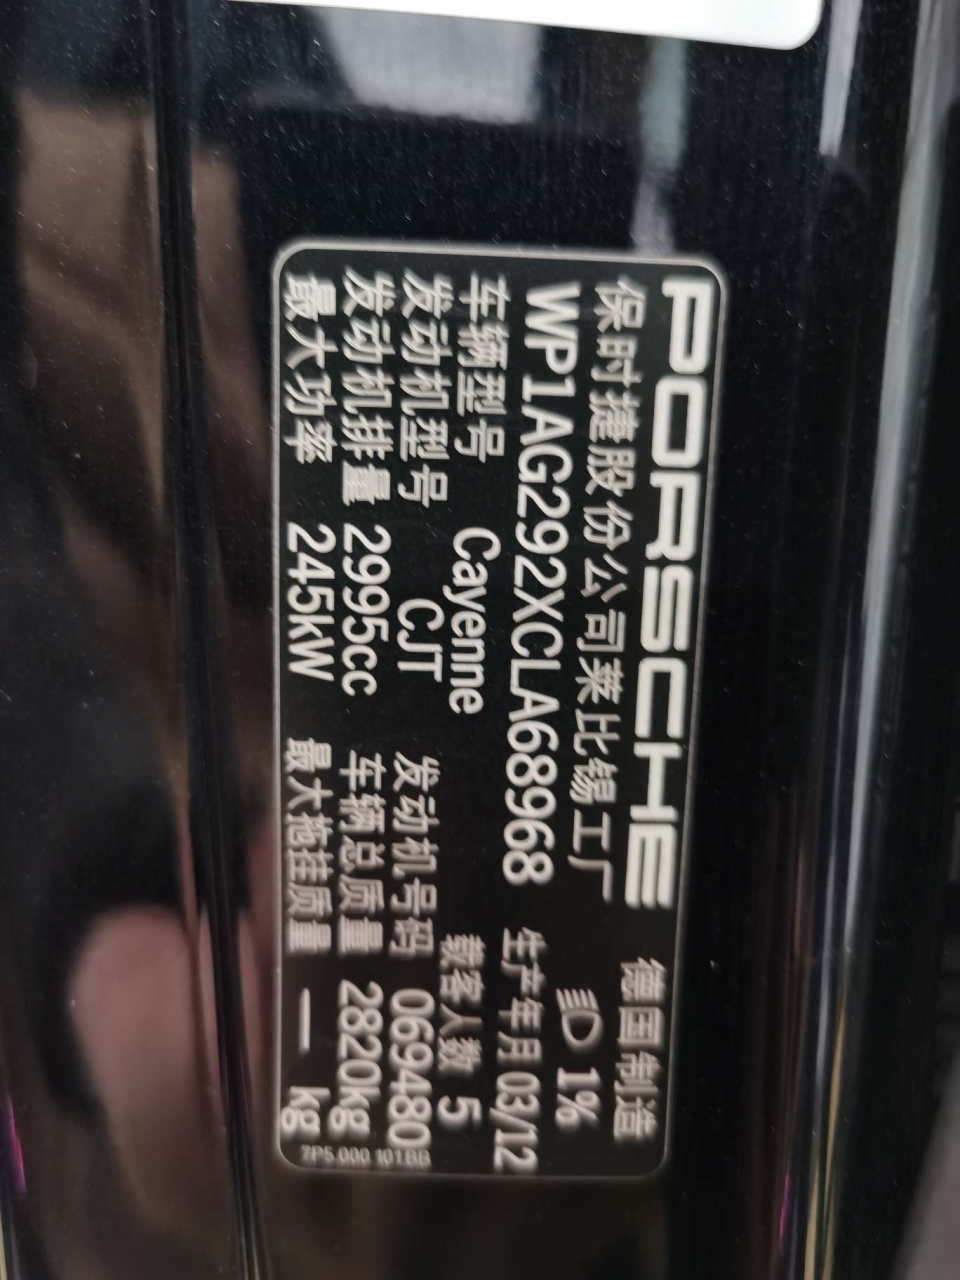 PORSCHE 德国制造
保时捷股份公司莱比锡工厂 1%
WP1AG292XCLA68968 生产年月 03/12
车辆型号 Cayenne 载客人数 5
发动机型号 CJT 发动机号码 069480
发动机排量 2995cc 车辆总质量 2820kg
最大功率 245kW 最大拖挂质量 — kg
7P5.000.101.BB